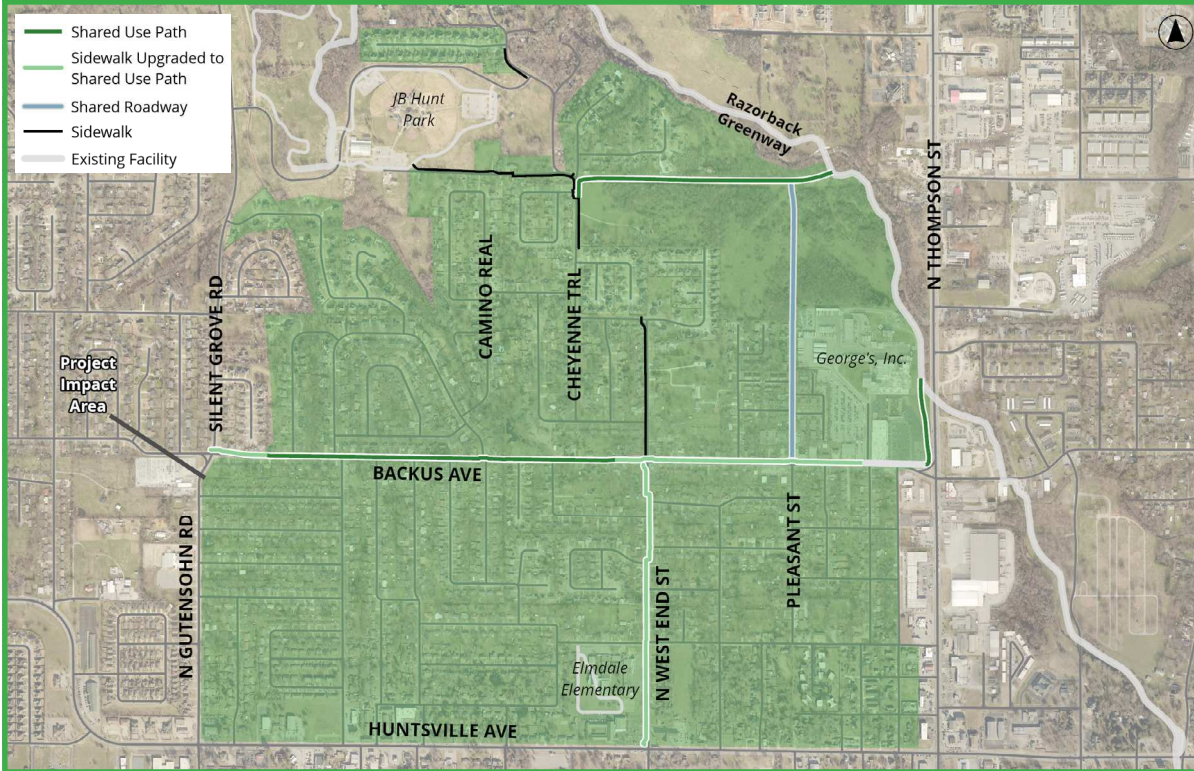 Shared Use Path
Sidewalk Upgraded to
Shared Use Path
Shared Roadway
Sidewalk
Existing Facility
JB Hunt
Park
Razorback
Greenway
N THOMPSON ST
CAMINO REAL
CHEYENNE TRL
SILENT GROVE RD
George's, Inc.
Project
Impact
Area
BACKUS AVE
N GUTENSOHN RD
PLEASANT ST
N WEST END ST
Elmdale
Elementary
HUNTSVILLE AVE